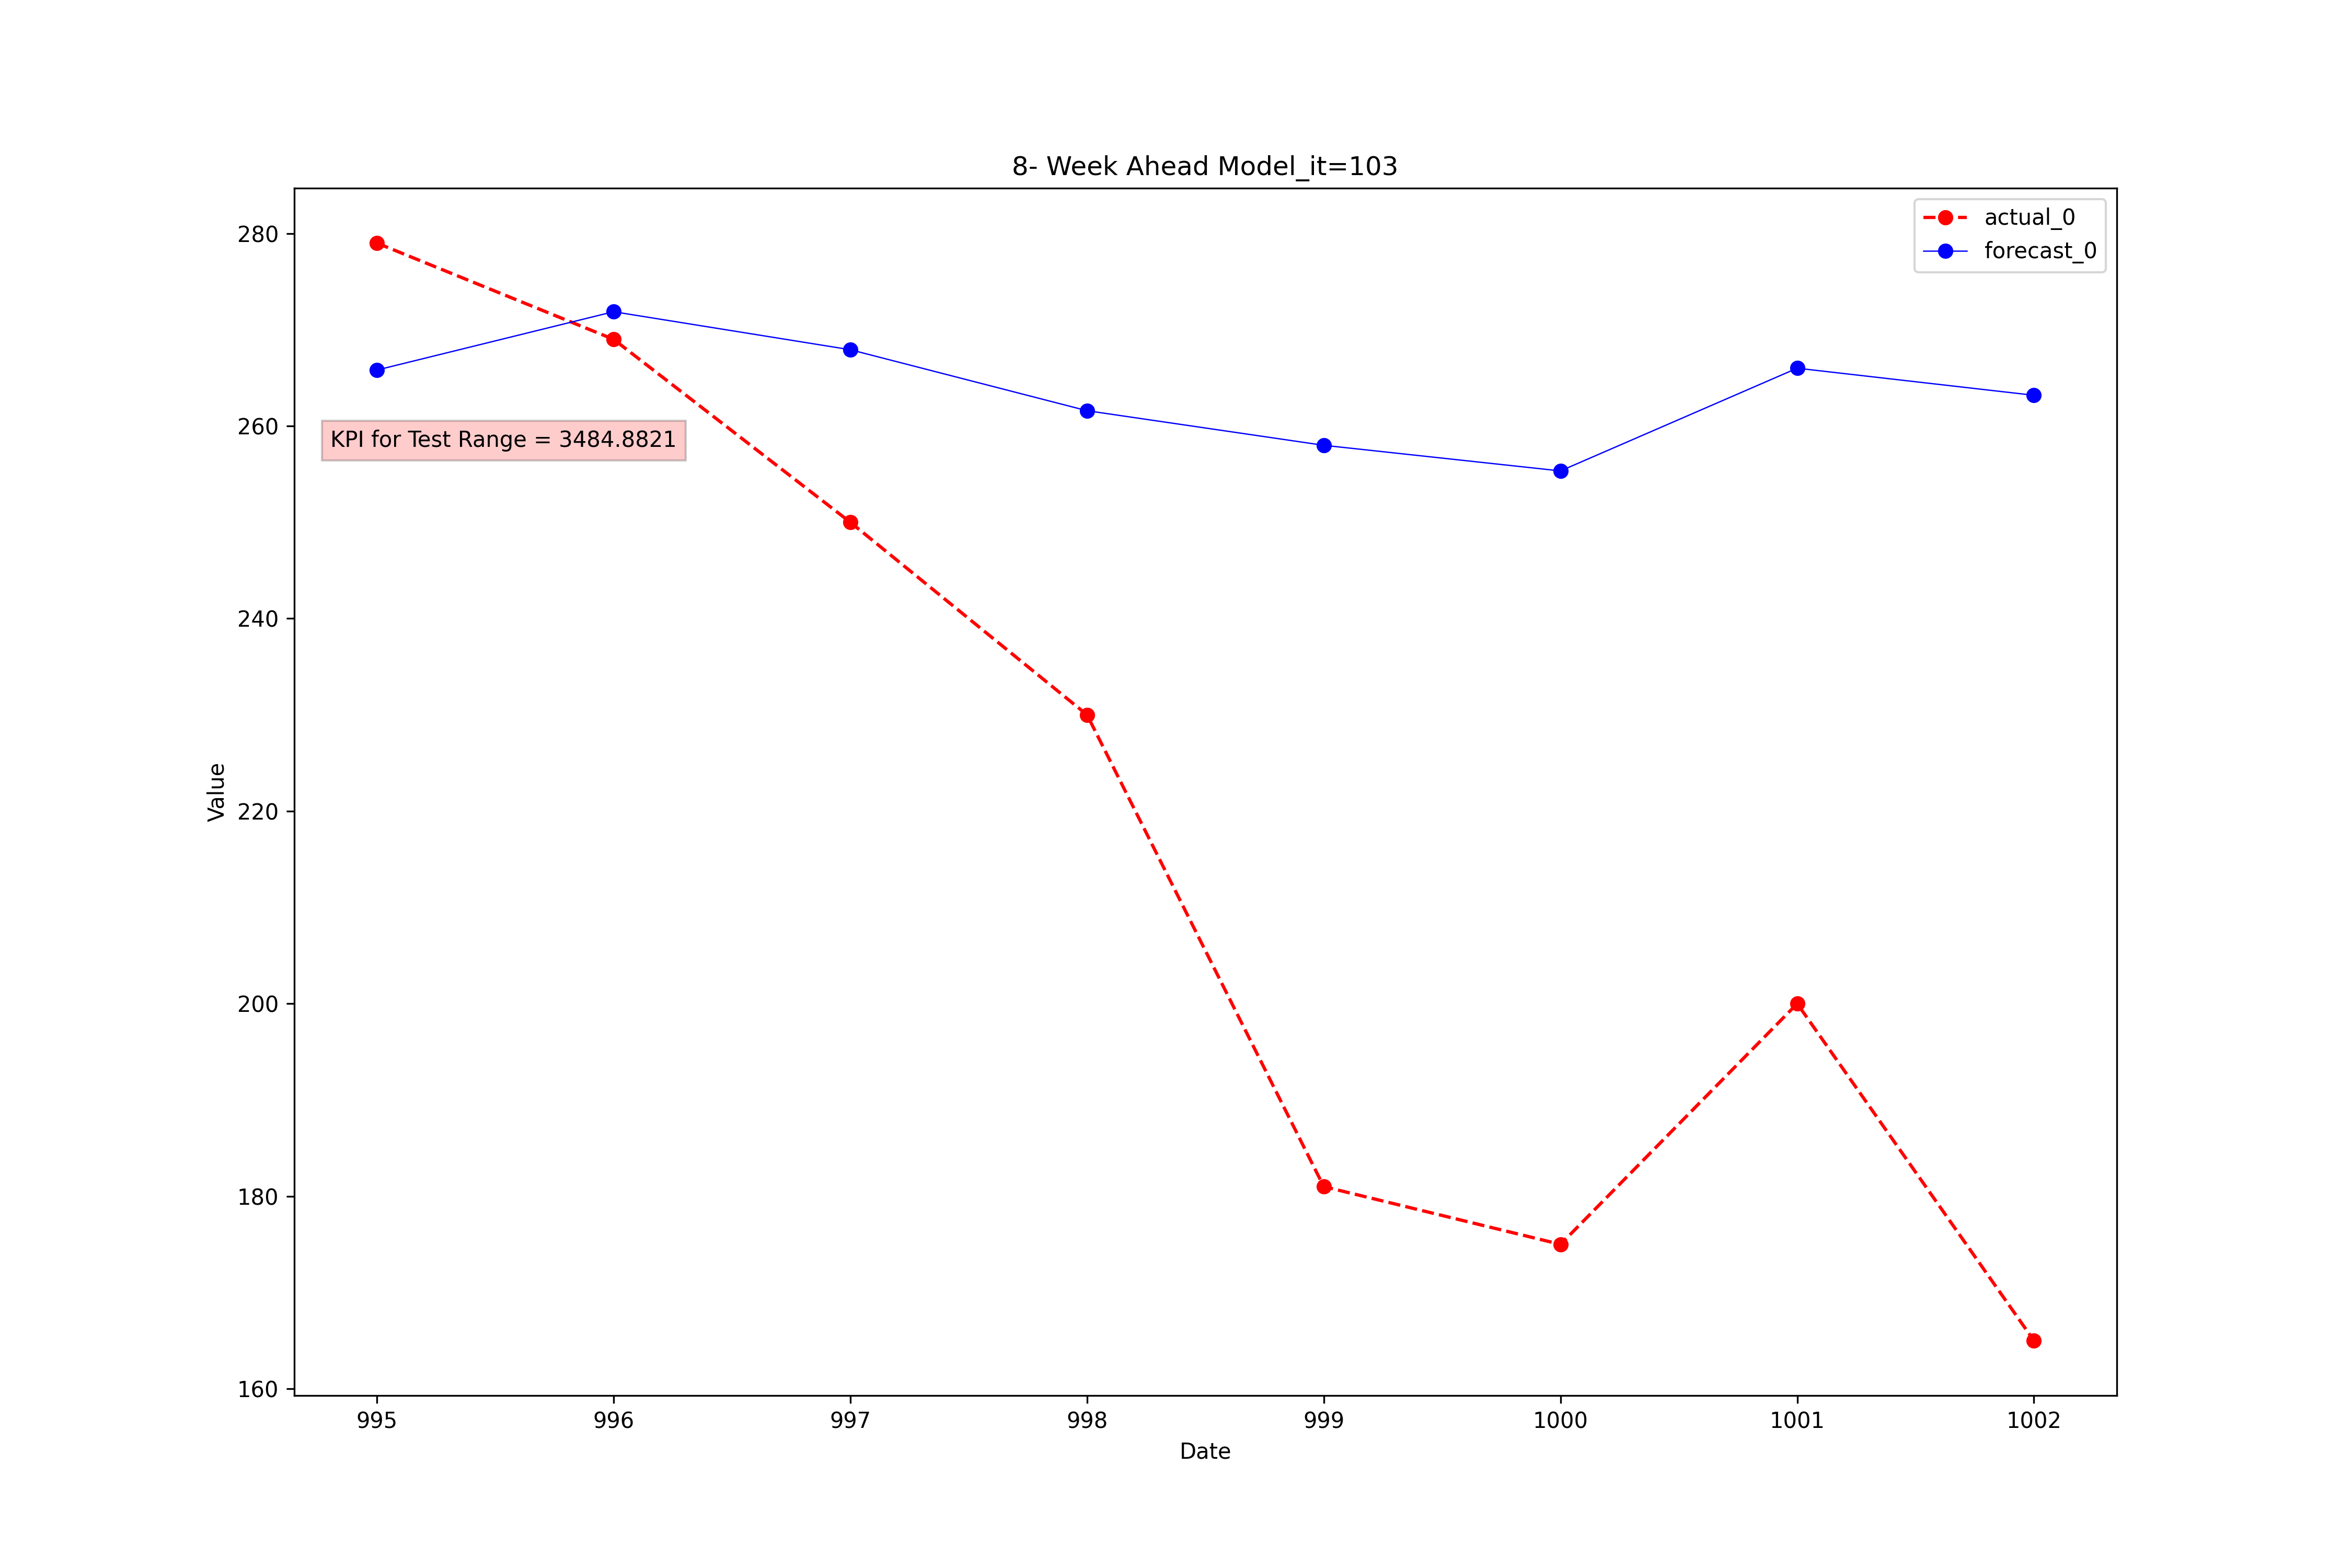 8- Week Ahead Model_it=103
actual_0
forecast_0
KPI for Test Range = 3484.8821
Value
280
260
240
220
200
180
160
995 996 997 998 999 1000 1001 1002
Date